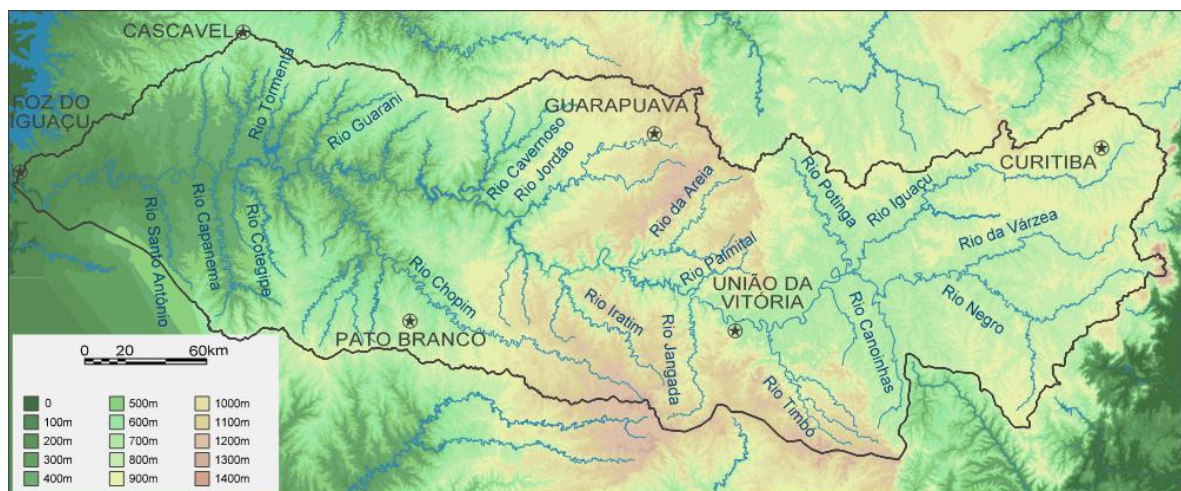 CASCAVEL
FOZ DO
IGUAÇU
Rio Tormenta
Rio Guarani
Rio Cavernoso
Rio Jordão
GUARAPUAVA
Rio da Areia
Rio Potinga
Rio Iguaçu
CURITIBA
Rio da Várzea
Rio Santo Antônio
Rio Capanema
Rio Cotegipe
Rio Chopim
PATO BRANCO
Rio Iratim
Rio Jangada
Rio Palmital
UNIÃO DA
VITÓRIA
Rio Timbó
Rio Canoinhas
Rio Negro
0 20 60km
0 500m 1000m
100m 600m 1100m
200m 700m 1200m
300m 800m 1300m
400m 900m 1400m